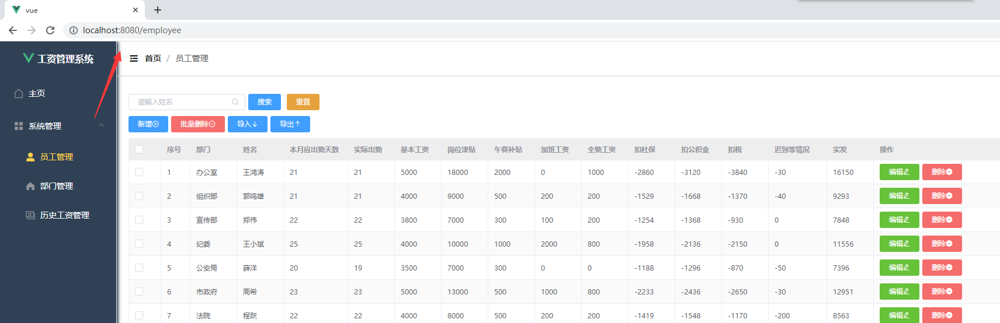 vue
localhost:8080/employee
工资管理系统
首页 / 员工管理
主页
系统管理
员工管理
部门管理
历史工资管理
请输入姓名 搜索 重置
新增 批量删除 导入 导出
序号 部门 姓名 本月应出勤天数 实际出勤 基本工资 岗位津贴 午餐补贴 加班工资 全勤工资 扣社保 扣公积金 扣税 迟到等情况 实发 操作
1 办公室 王鸿涛 21 21 5000 18000 2000 0 1000 -2860 -3120 -3840 -30 16150 编辑 删除
2 组织部 郭鸣雄 21 21 4000 9000 500 200 200 -1529 -1668 -1370 -40 9293 编辑 删除
3 宣传部 郑伟 22 22 3800 7000 300 100 200 -1254 -1368 -930 0 7848 编辑 删除
4 纪委 王小斌 25 25 4000 10000 1000 2000 800 -1958 -2136 -2150 0 11556 编辑 删除
5 公安局 薛洋 20 19 3500 7000 300 0 0 -1188 -1296 -870 -50 7396 编辑 删除
6 市政府 周希 23 23 5000 13000 500 1000 800 -2233 -2436 -2650 -30 12951 编辑 删除
7 法院 程跃 22 22 4000 8000 500 200 200 -1419 -1548 -1170 -200 8563 编辑 删除